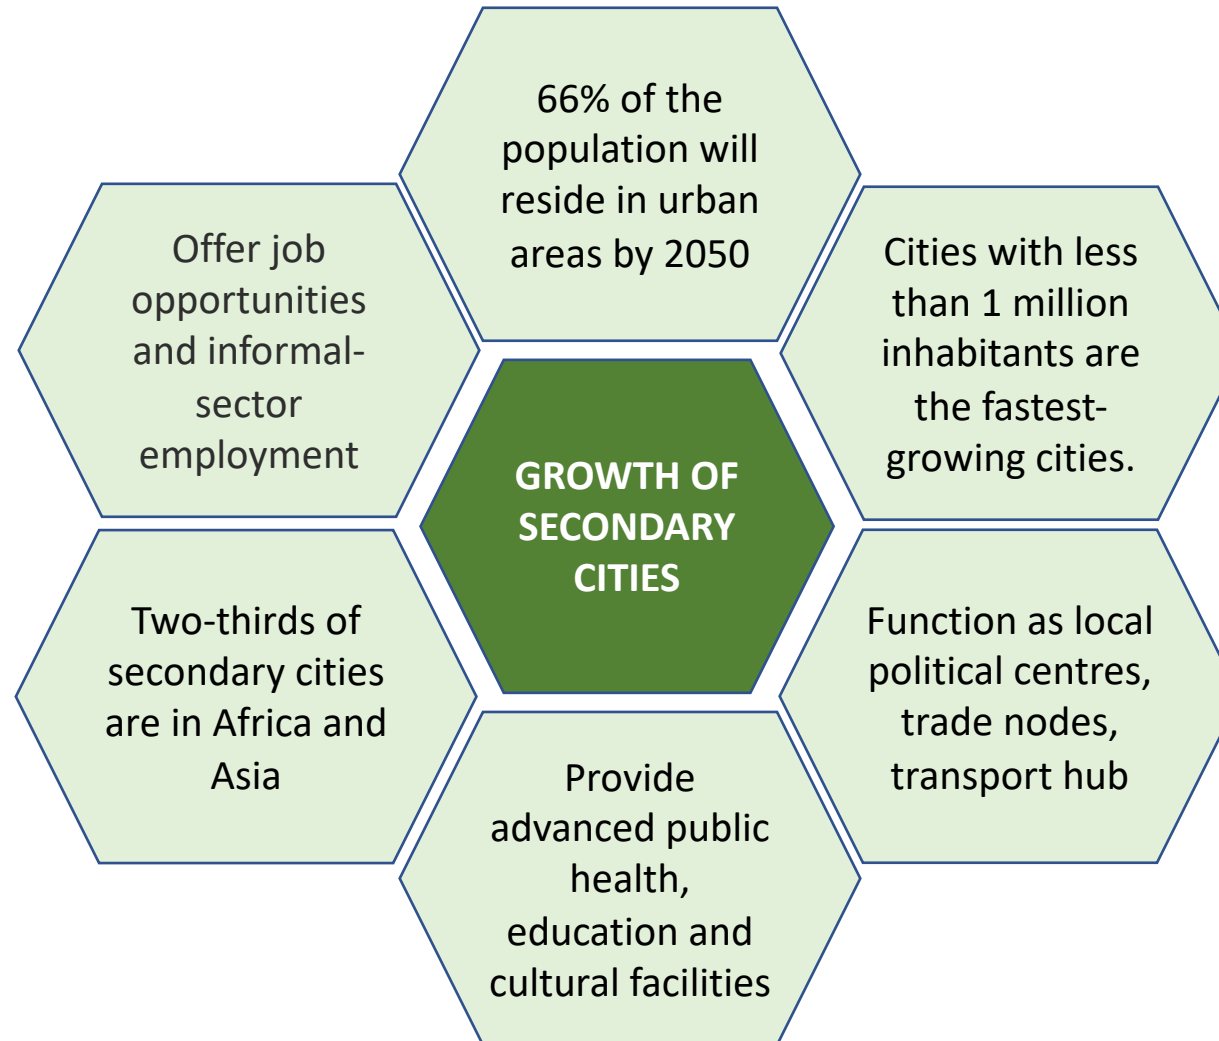 66% of the
population will
reside in urban
areas by 2050
Offer job
opportunities
and informal-
sector
employment
Cities with less
than 1 million
inhabitants are
the fastest-
growing cities.
GROWTH OF
SECONDARY
CITIES
Two-thirds of
secondary cities
are in Africa and
Asia
Function as local
political centres,
trade nodes,
transport hub
Provide
advanced public
health,
education and
cultural facilities